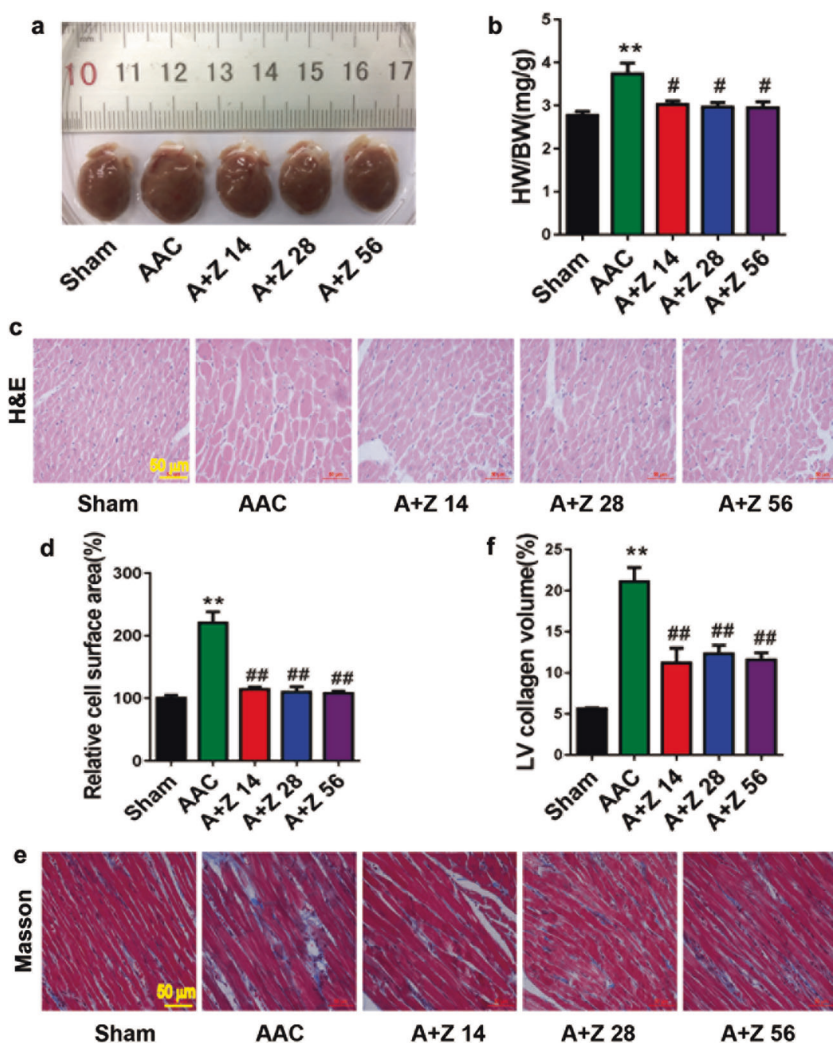 a
10 11 12 13 14 15 16 17
Sham
AAC
A+Z 14
A+Z 28
A+Z 56
b
HW/BW(mg/g)
5
4
3
2
1
0
**
#
#
#
Sham
AAC
A+Z 14
A+Z 28
A+Z 56
c
H&E
50 μm
Sham
AAC
A+Z 14
A+Z 28
A+Z 56
d
Relative cell surface area(%)
300
200
100
0
**
##
##
##
Sham
AAC
A+Z 14
A+Z 28
A+Z 56
f
LV collagen volume(%)
25
20
15
10
5
0
**
##
##
##
Sham
AAC
A+Z 14
A+Z 28
A+Z 56
e
Masson
50 μm
Sham
AAC
A+Z 14
A+Z 28
A+Z 56